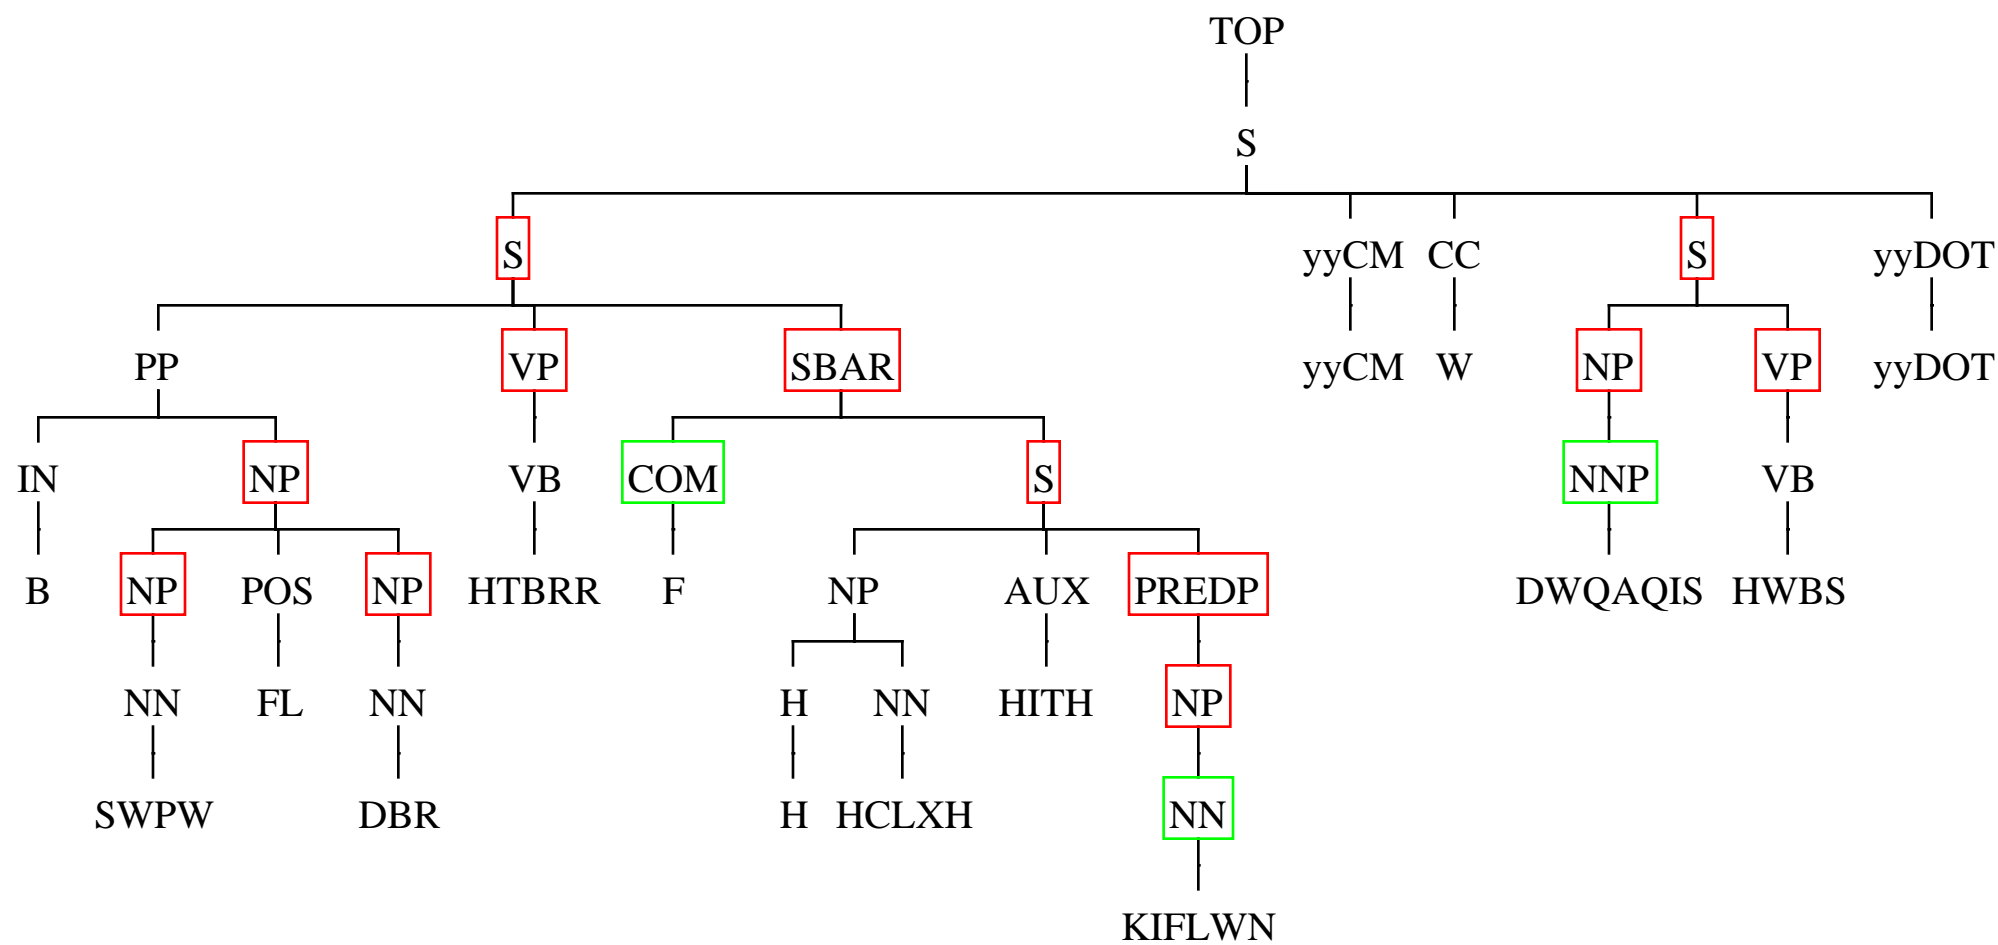 TOP
S
S yyCM CC S yyDOT
PP VP SBAR yyCM W NP VP yyDOT
IN NP VB COM S NNP VB
B NP POS NP HTBRR F NP AUX PREDP DWQAQIS HWBS
NN FL NN H NN HITH NP
SWPW DBR H HCLXH NN
KIFLWN